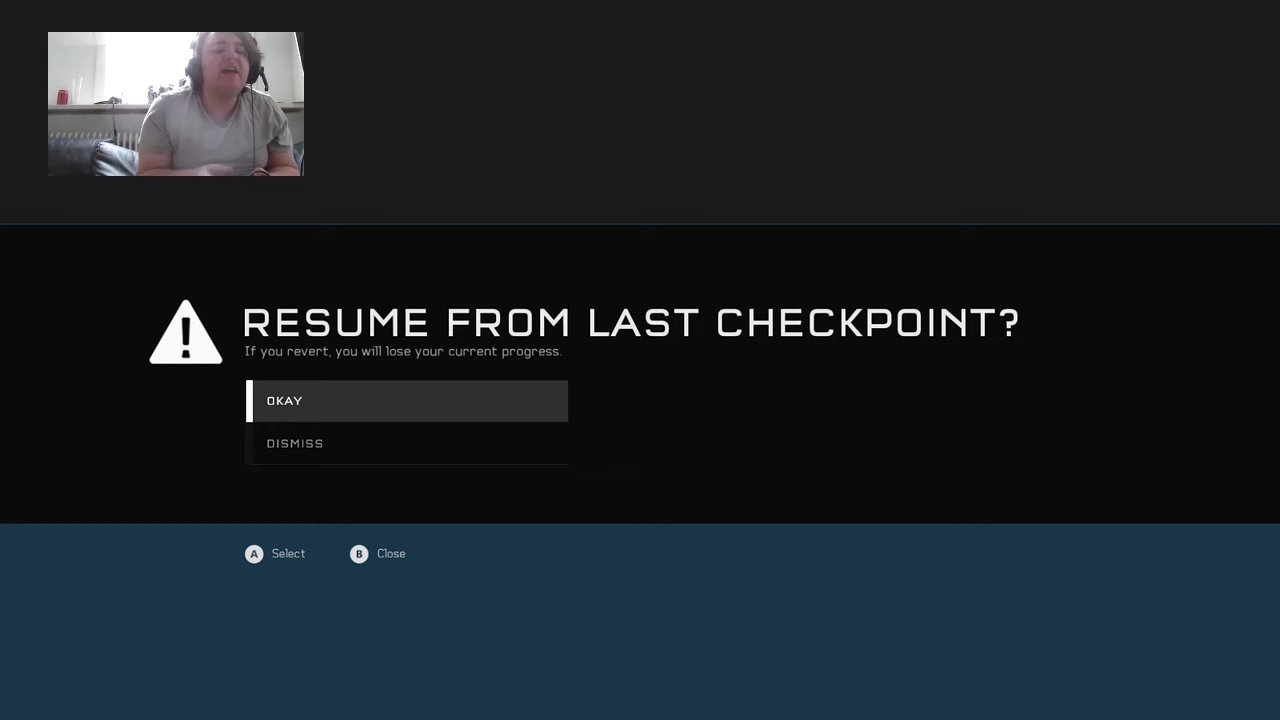 RESUME FROM LAST CHECKPOINT?
If you revert, you will lose your current progress.
OKAY
DISMISS
A Select B Close